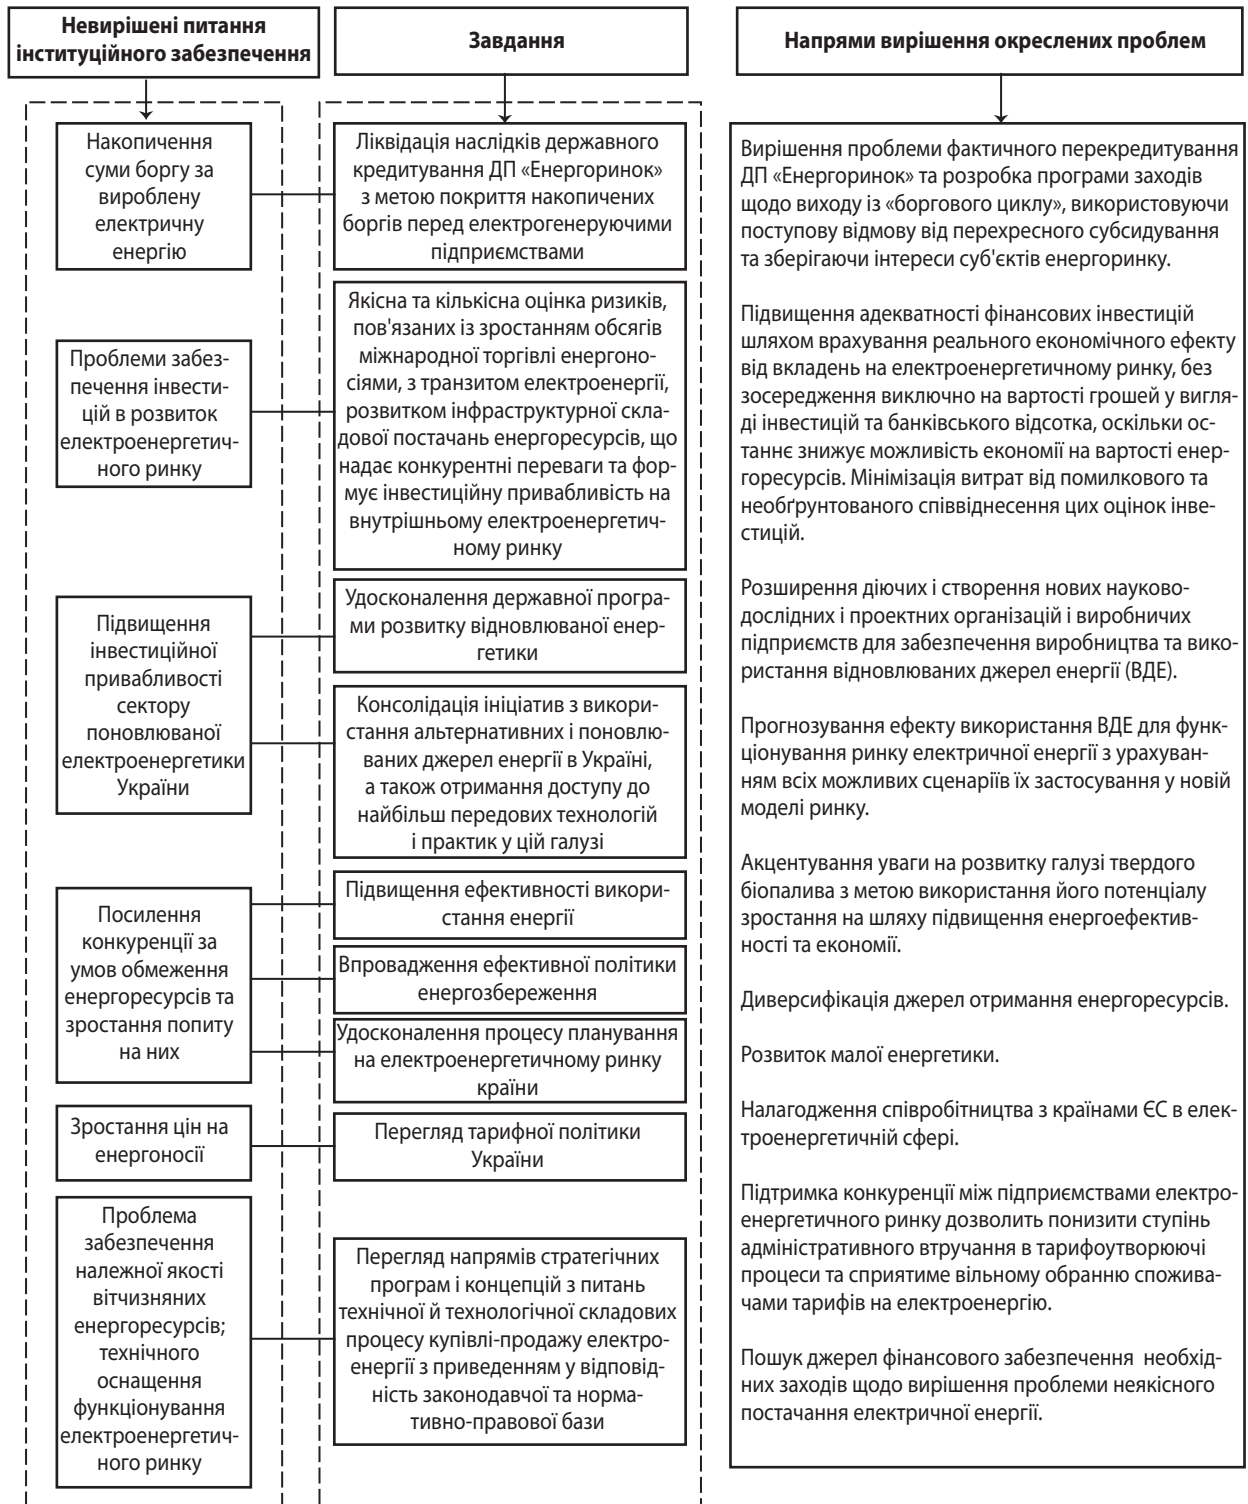 Невирішені питання
інституційного забезпечення
Завдання
Напрями вирішення окреслених проблем
Накопичення
суми боргу за
вироблену
електричну
енергію
Ліквідація наслідків державного
кредитування ДП «Енергоринок»
з метою покриття накопичених
боргів перед електрогенеруючими
підприємствами
Проблеми забез-
печення інвести-
цій в розвиток
електроенергетич-
ного ринку
Якісна та кількісна оцінка ризиків,
пов'язаних із зростанням обсягів
міжнародної торгівлі енергоно-
сіями, з транзитом електроенергії,
розвитком інфраструктурної скла-
дової постачань енергоресурсів, що
надає конкурентні переваги та фор-
мує інвестиційну привабливість на
внутрішньому електроенергетич-
ному ринку
Підвищення
інвестиційної
привабливості
сектору
поновлюваної
електроенергетики
України
Удосконалення державної програ-
ми розвитку відновлюваної енер-
гетики
Консолідація ініціатив з викори-
стання альтернативних і поновлю-
ваних джерел енергії в Україні,
а також отримання доступу до
найбільш передових технологій
і практик у цій галузі
Посилення
конкуренції за
умов обмеження
енергоресурсів та
зростання попиту
на них
Підвищення ефективності викори-
стання енергії
Впровадження ефективної політики
енергозбереження
Удосконалення процесу планування
на електроенергетичному ринку
країни
Зростання цін на
енергоносії
Перегляд тарифної політики
України
Проблема
забезпечення
належної якості
вітчизняних
енергоресурсів;
технічного
оснащення
функціонування
електроенергетич-
ного ринку
Перегляд напрямів стратегічних
програм і концепцій з питань
технічної й технологічної складових
процесу купівлі-продажу електро-
енергії з приведенням у відповід-
ність законодавчої та норма-
тивно-правової бази
Вирішення проблеми фактичного перекредитування
ДП «Енергоринок» та розробка програми заходів
щодо виходу із «боргового циклу», використовуючи
поступову відмову від перехресного субсидування
та зберігаючи інтереси суб'єктів енергоринку.
Підвищення адекватності фінансових інвестицій
шляхом врахування реального економічного ефекту
від вкладень на електроенергетичному ринку, без
зосередження виключно на вартості грошей у вигля-
ді інвестицій та банківського відсотка, оскільки ос-
таннє знижує можливість економії на вартості енер-
горесурсів. Мінімізація витрат від помилкового та
необґрунтованого співвіднесення цих оцінок інве-
стицій.
Розширення діючих і створення нових науково-
дослідних і проектних організацій і виробничих
підприємств для забезпечення виробництва та вико-
ристання відновлюваних джерел енергії (ВДЕ).
Прогнозування ефекту використання ВДЕ для функ-
ціонування ринку електричної енергії з урахуван-
ням всіх можливих сценаріїв їх застосування у новій
моделі ринку.
Акцентування уваги на розвитку галузі твердого
біопалива з метою використання його потенціалу
зростання на шляху підвищення енергоефектив-
ності та економії.
Диверсифікація джерел отримання енергоресурсів.
Розвиток малої енергетики.
Налагодження співробітництва з країнами ЄС в елек-
троенергетичній сфері.
Підтримка конкуренції між підприємствами електро-
енергетичного ринку дозволить понизити ступінь
адміністративного втручання в тарифоутворюючі
процеси та сприятиме вільному обранню спожива-
чами тарифів на електроенергію.
Пошук джерел фінансового забезпечення необхід-
них заходів щодо вирішення проблеми неякісного
постачання електричної енергії.